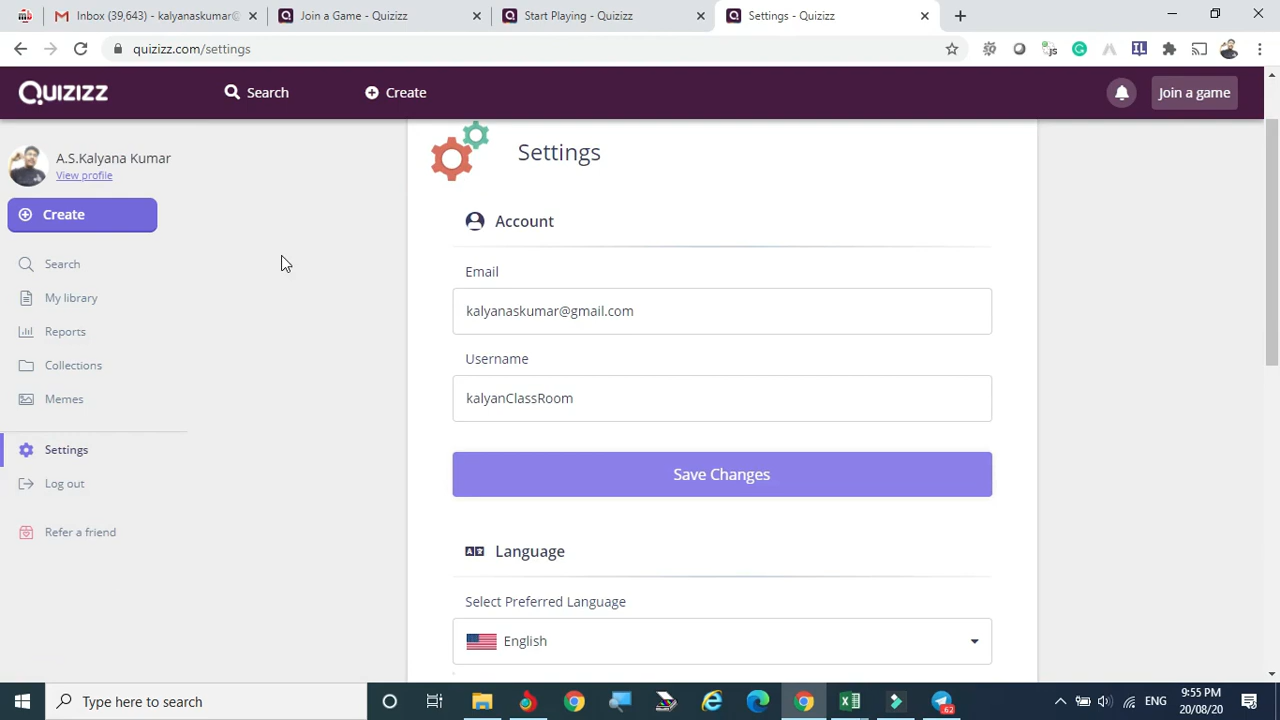 Inbox (39,643) - kalyanaskumar@
Join a Game - Quizizz
Start Playing - Quizizz
Settings - Quizizz
quizizz.com/settings
QUIZIZZ
Search
Create
Join a game
A.S.Kalyana Kumar
View profile
Create
Search
My library
Reports
Collections
Memes
Settings
Log out
Refer a friend
Settings
Account
Email
kalyanaskumar@gmail.com
Username
kalyanClassRoom
Save Changes
Language
Select Preferred Language
English
Type here to search
62
ENG
9:55 PM
20/08/20